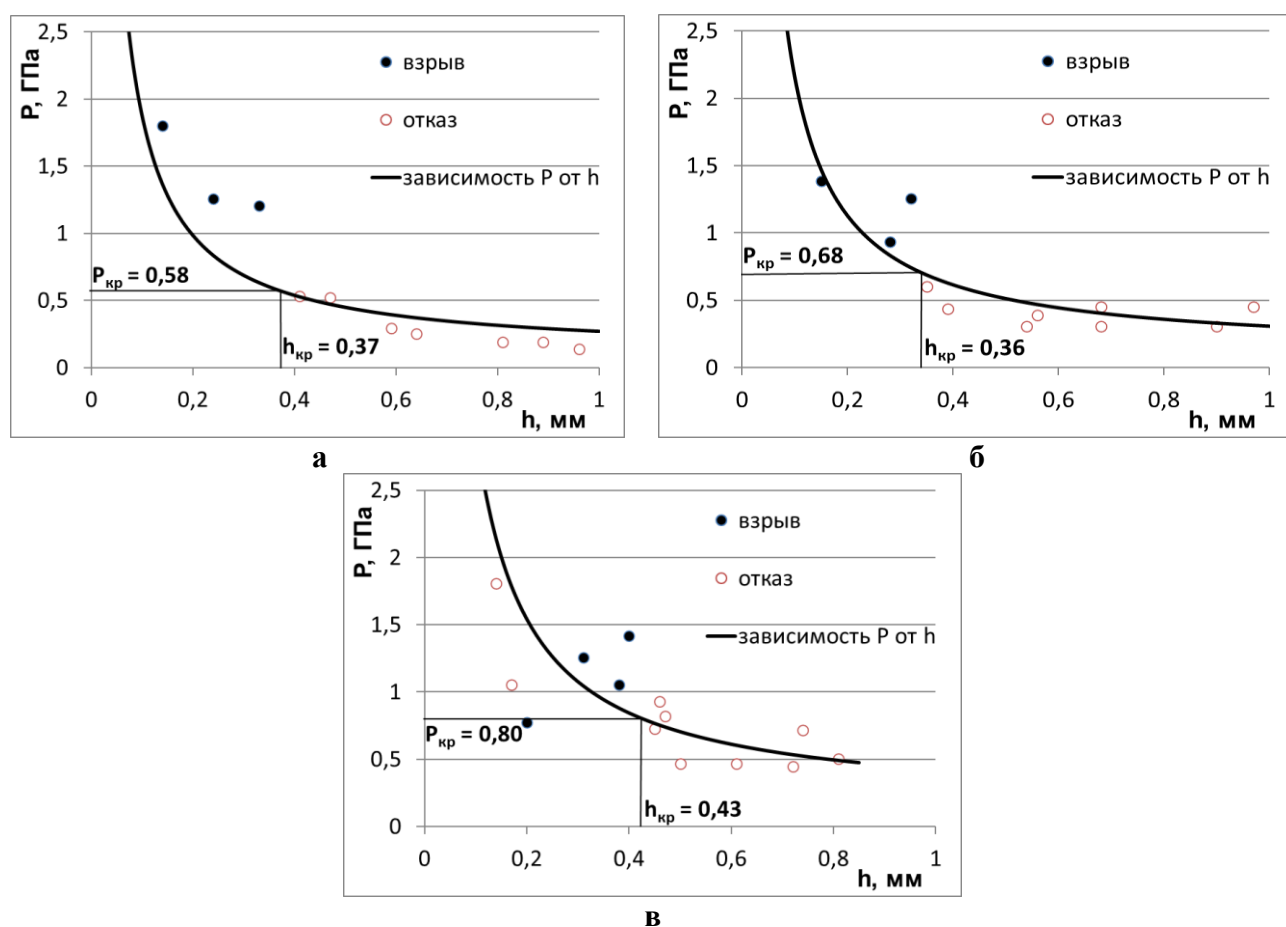 2,5
2
1,5
1
0,5
0
P, ГПа
взрыв
отказ
зависимость P от h
Pкр = 0,58
hкр = 0,37
0 0,2 0,4 0,6 0,8 1
h, мм
а
2,5
2
1,5
1
0,5
0
P, ГПа
взрыв
отказ
зависимость P от h
Pкр = 0,68
hкр = 0,36
0 0,2 0,4 0,6 0,8 1
h, мм
б
2,5
2
1,5
1
0,5
0
P, ГПа
взрыв
отказ
зависимость P от h
Pкр = 0,80
hкр = 0,43
0 0,2 0,4 0,6 0,8 1
h, мм
в